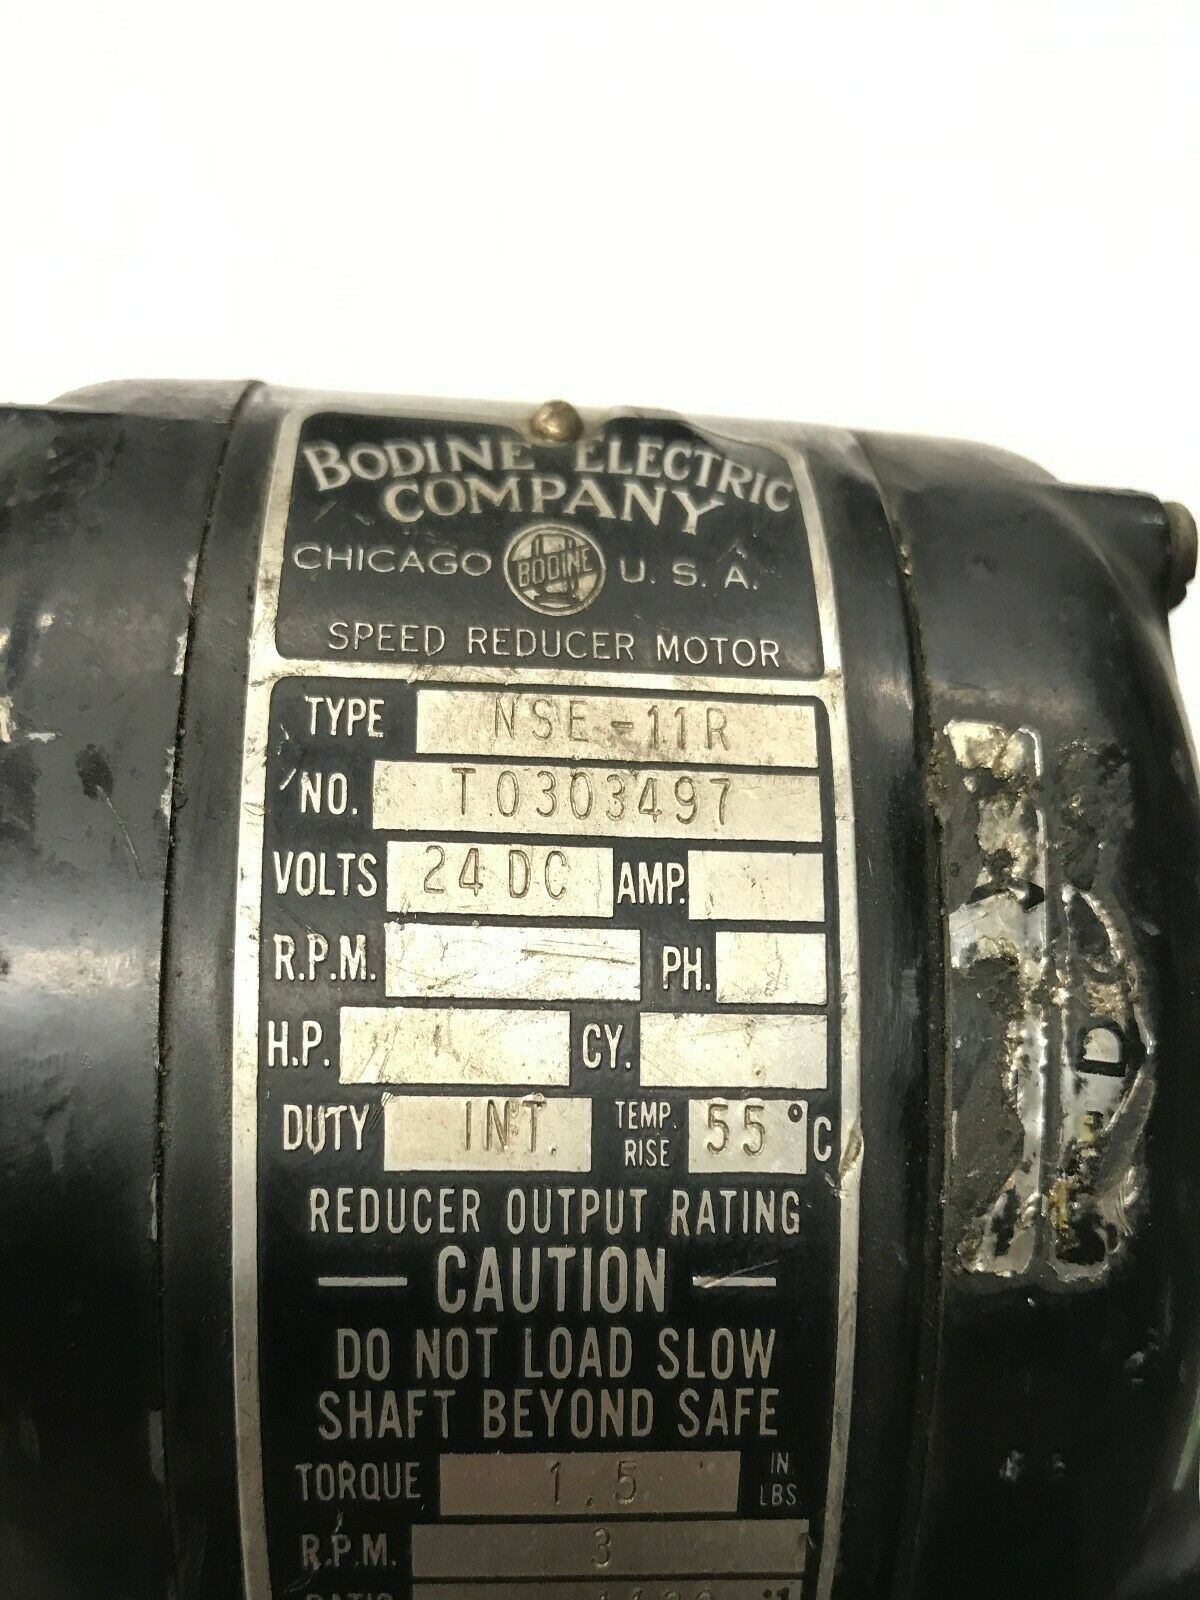 BODINE ELECTRIC
COMPANY
CHICAGO BODINE U. S. A.
SPEED REDUCER MOTOR
TYPE NSE-11R
NO. T0303497
VOLTS 24 DC AMP.
R.P.M. PH.
H.P. CY.
DUTY INT. TEMP. RISE 55°C
REDUCER OUTPUT RATING
— CAUTION —
DO NOT LOAD SLOW
SHAFT BEYOND SAFE
TORQUE 1.5 IN. LBS.
R.P.M. 3
RATIO